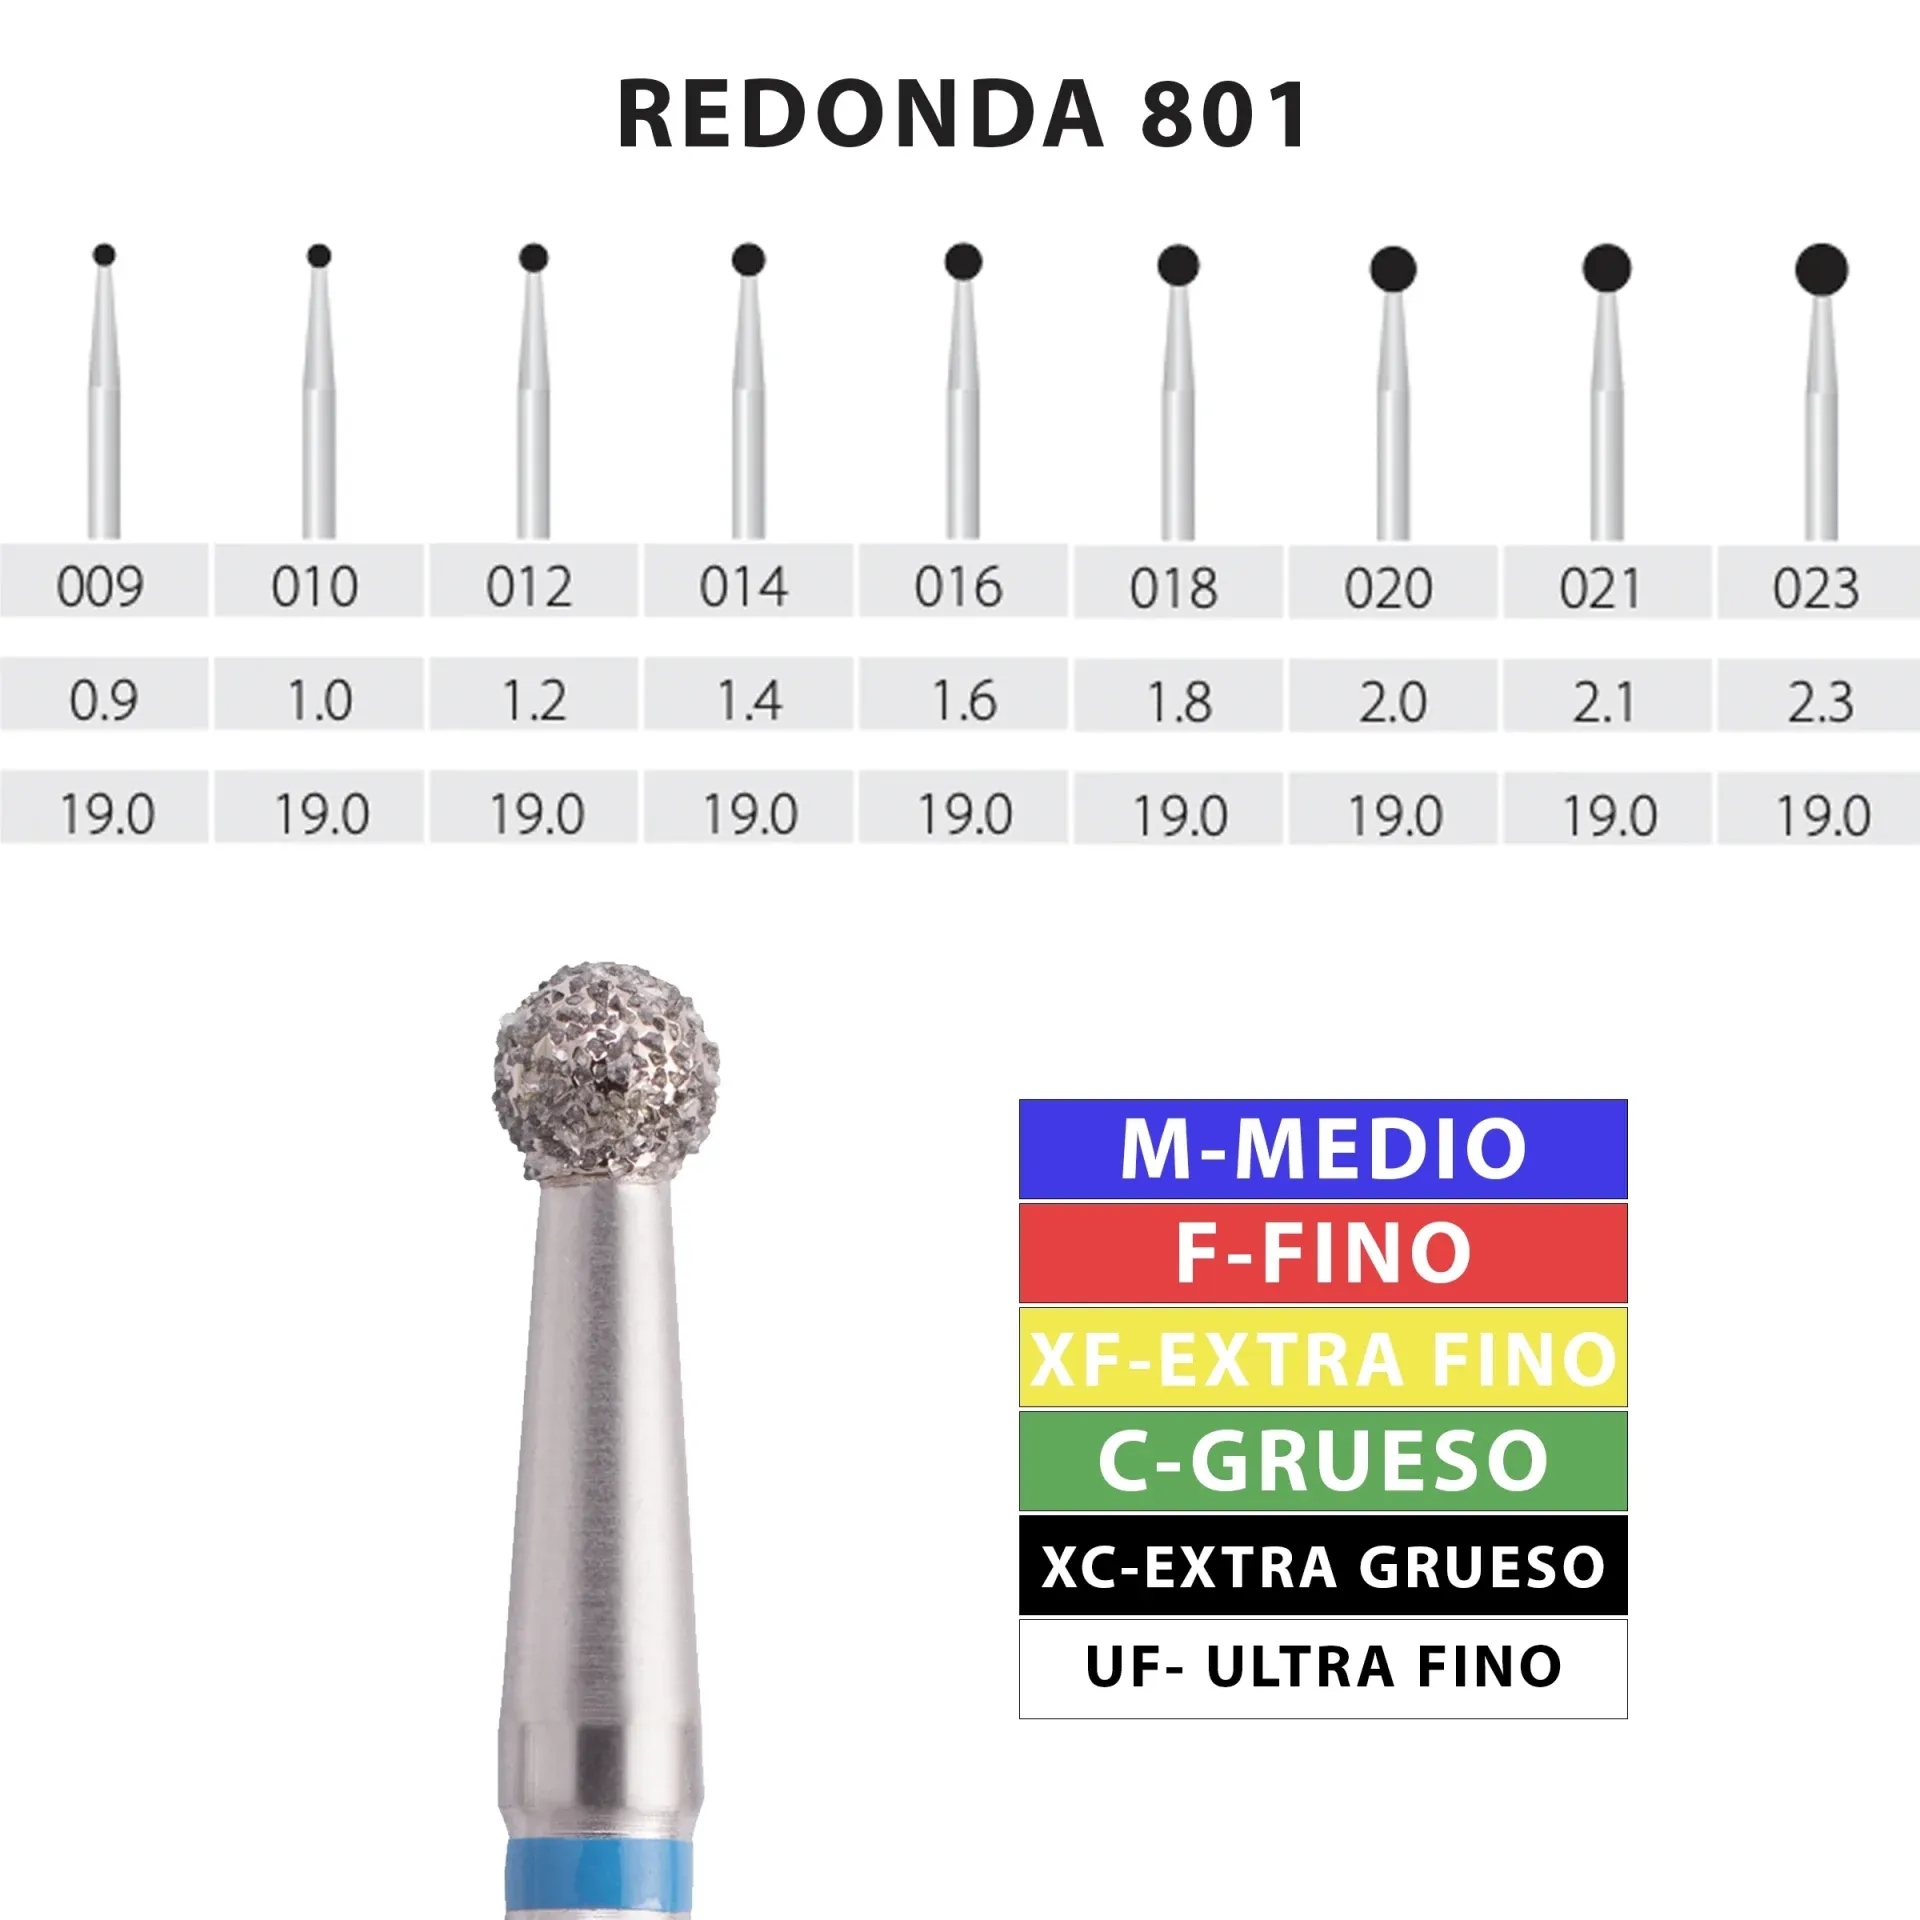 REDONDA 801
009 010 012 014 016 018 020 021 023
0.9 1.0 1.2 1.4 1.6 1.8 2.0 2.1 2.3
19.0 19.0 19.0 19.0 19.0 19.0 19.0 19.0 19.0
M-MEDIO
F-FINO
XF-EXTRA FINO
C-GRUESO
XC-EXTRA GRUESO
UF- ULTRA FINO